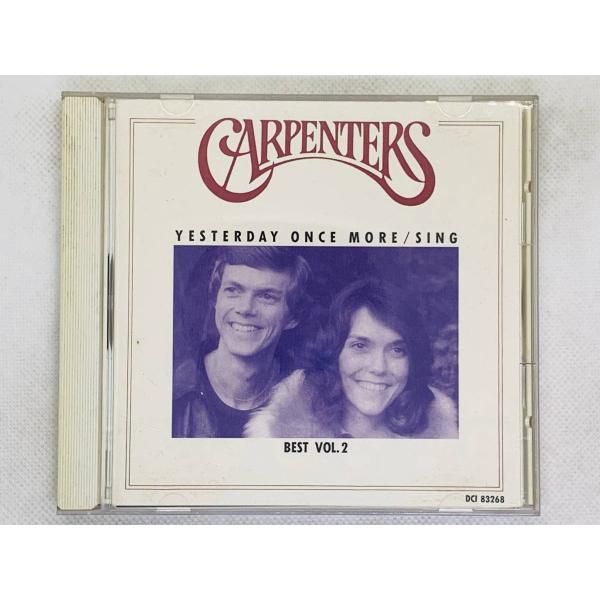 CARPENTERS
YESTERDAY ONCE MORE/SING
BEST VOL.2
DCI 83268